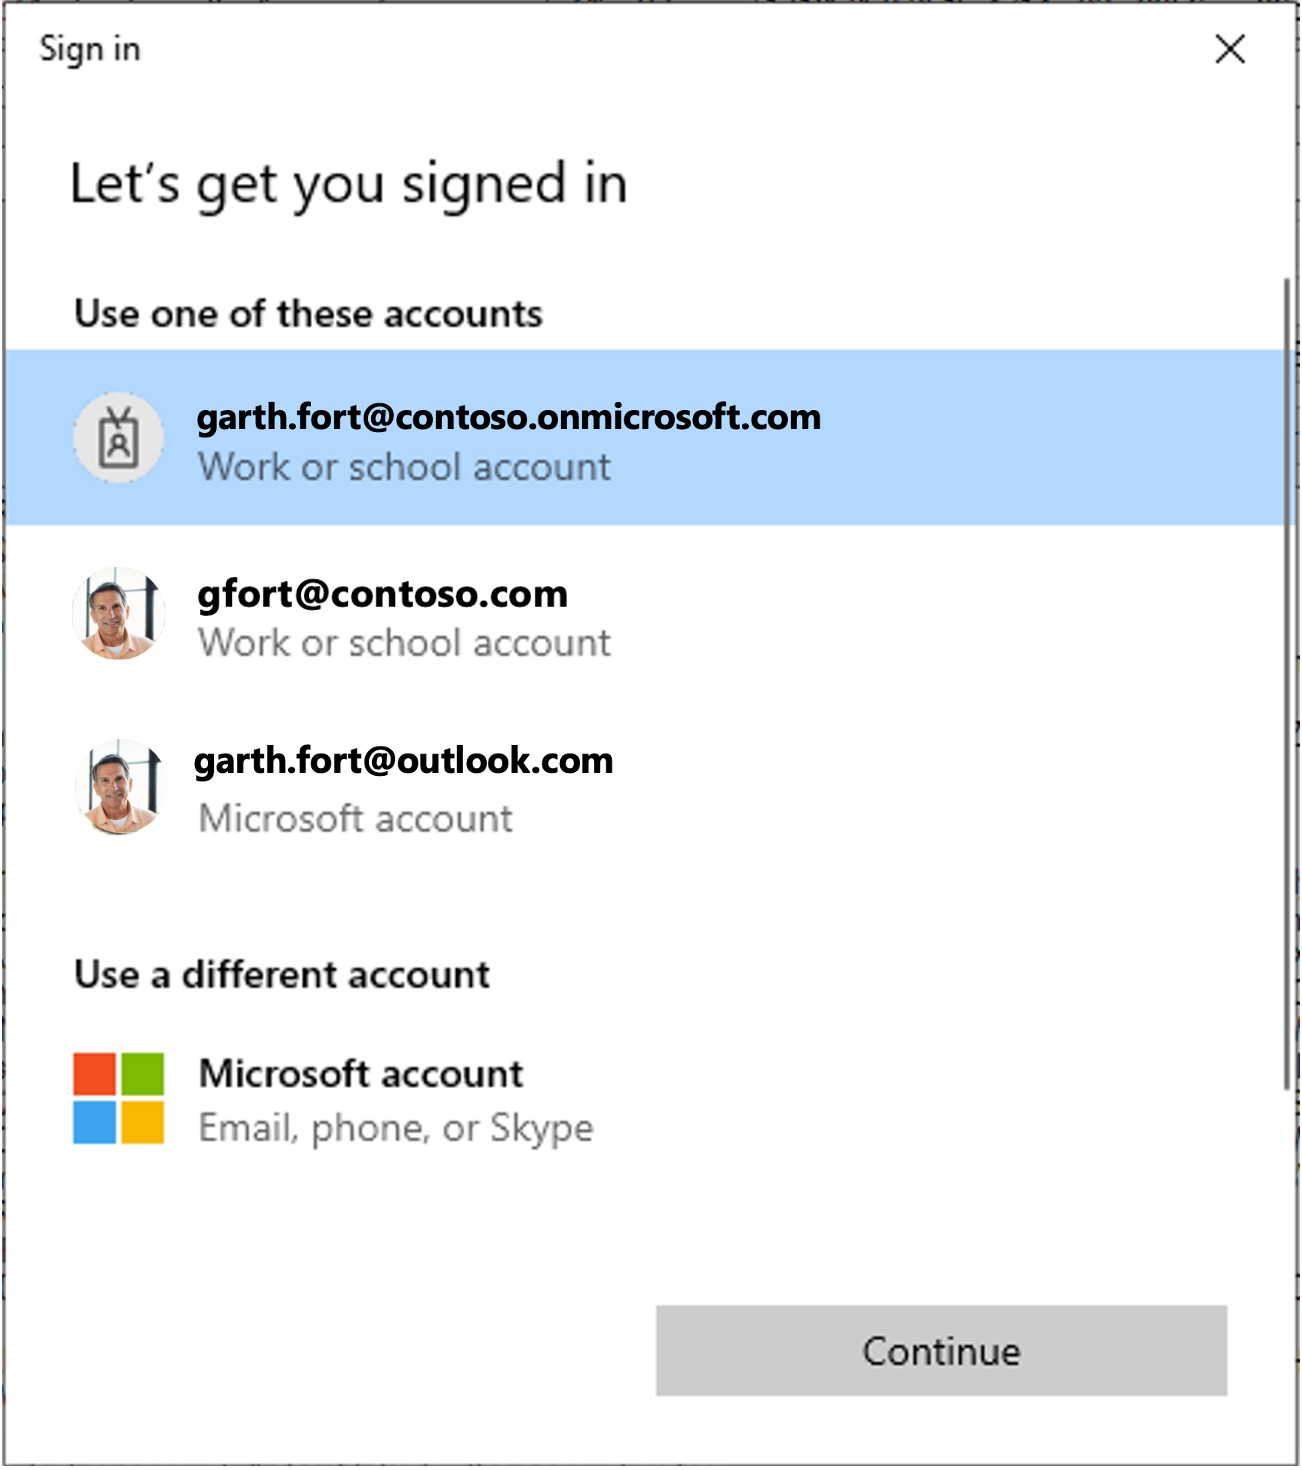 Sign in
Let’s get you signed in
Use one of these accounts
garth.fort@contoso.onmicrosoft.com
Work or school account
gfort@contoso.com
Work or school account
garth.fort@outlook.com
Microsoft account
Use a different account
Microsoft account
Email, phone, or Skype
Continue